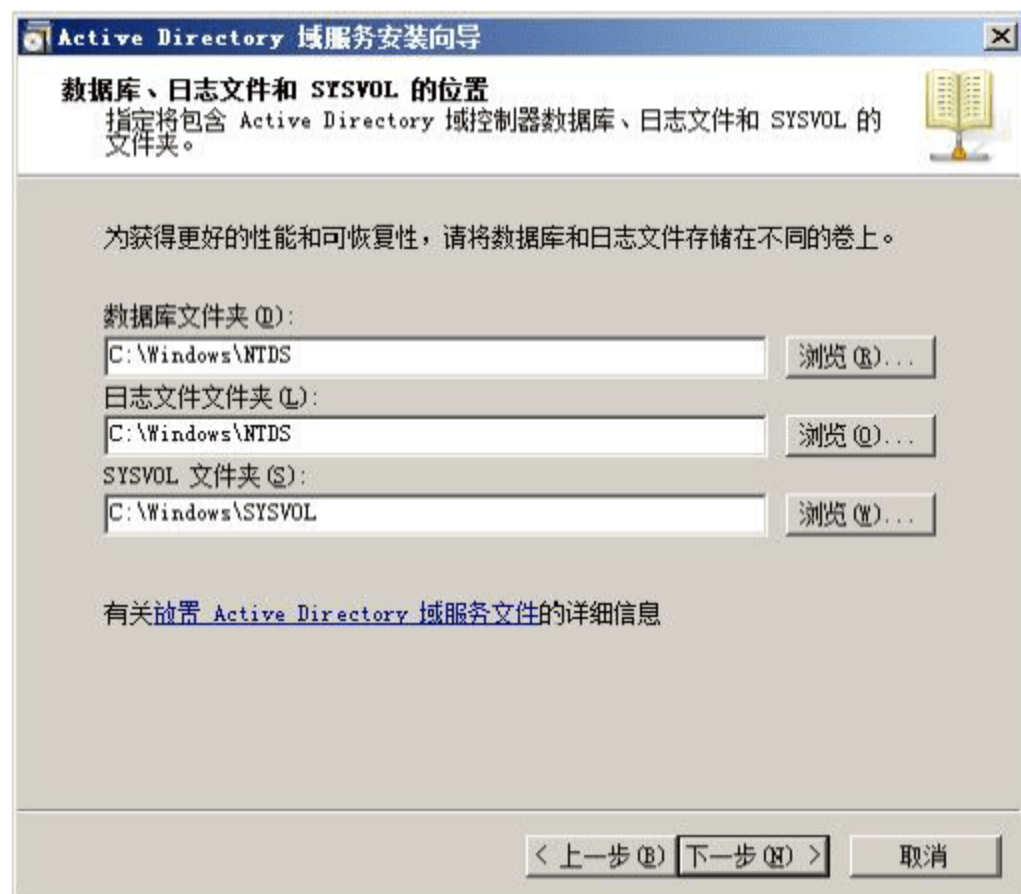 Active Directory 域服务安装向导
数据库、日志文件和 SYSVOL 的位置
指定将包含 Active Directory 域控制器数据库、日志文件和 SYSVOL 的
文件夹。
为获得更好的性能和可恢复性，请将数据库和日志文件存储在不同的卷上。
数据库文件夹(D):
C:\Windows\NTDS
浏览(R)...
日志文件文件夹(L):
C:\Windows\NTDS
浏览(O)...
SYSVOL 文件夹(S):
C:\Windows\SYSVOL
浏览(W)...
有关放置 Active Directory 域服务文件的详细信息
< 上一步(B) 下一步(N) > 取消